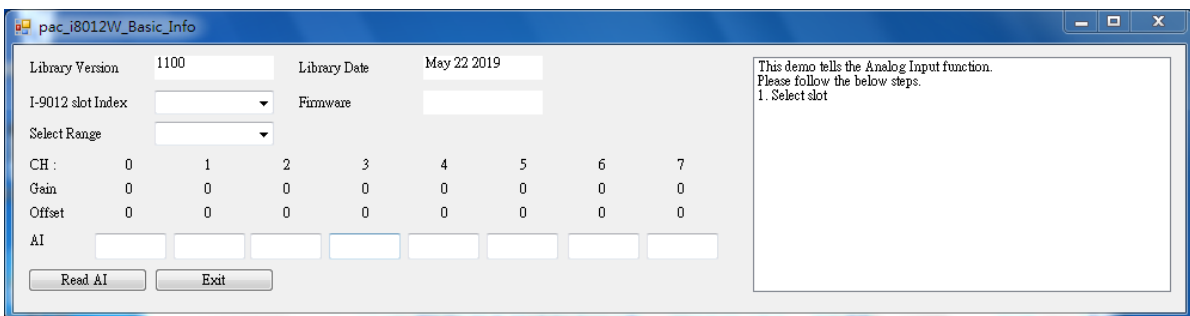 pac_i8012W_Basic_Info
Library Version 1100 Library Date May 22 2019
I-9012 slot Index Firmware
Select Range
CH : 0 1 2 3 4 5 6 7
Gain 0 0 0 0 0 0 0 0
Offset 0 0 0 0 0 0 0 0
AI
Read AI Exit
This demo tells the Analog Input function.
Please follow the below steps.
1. Select slot